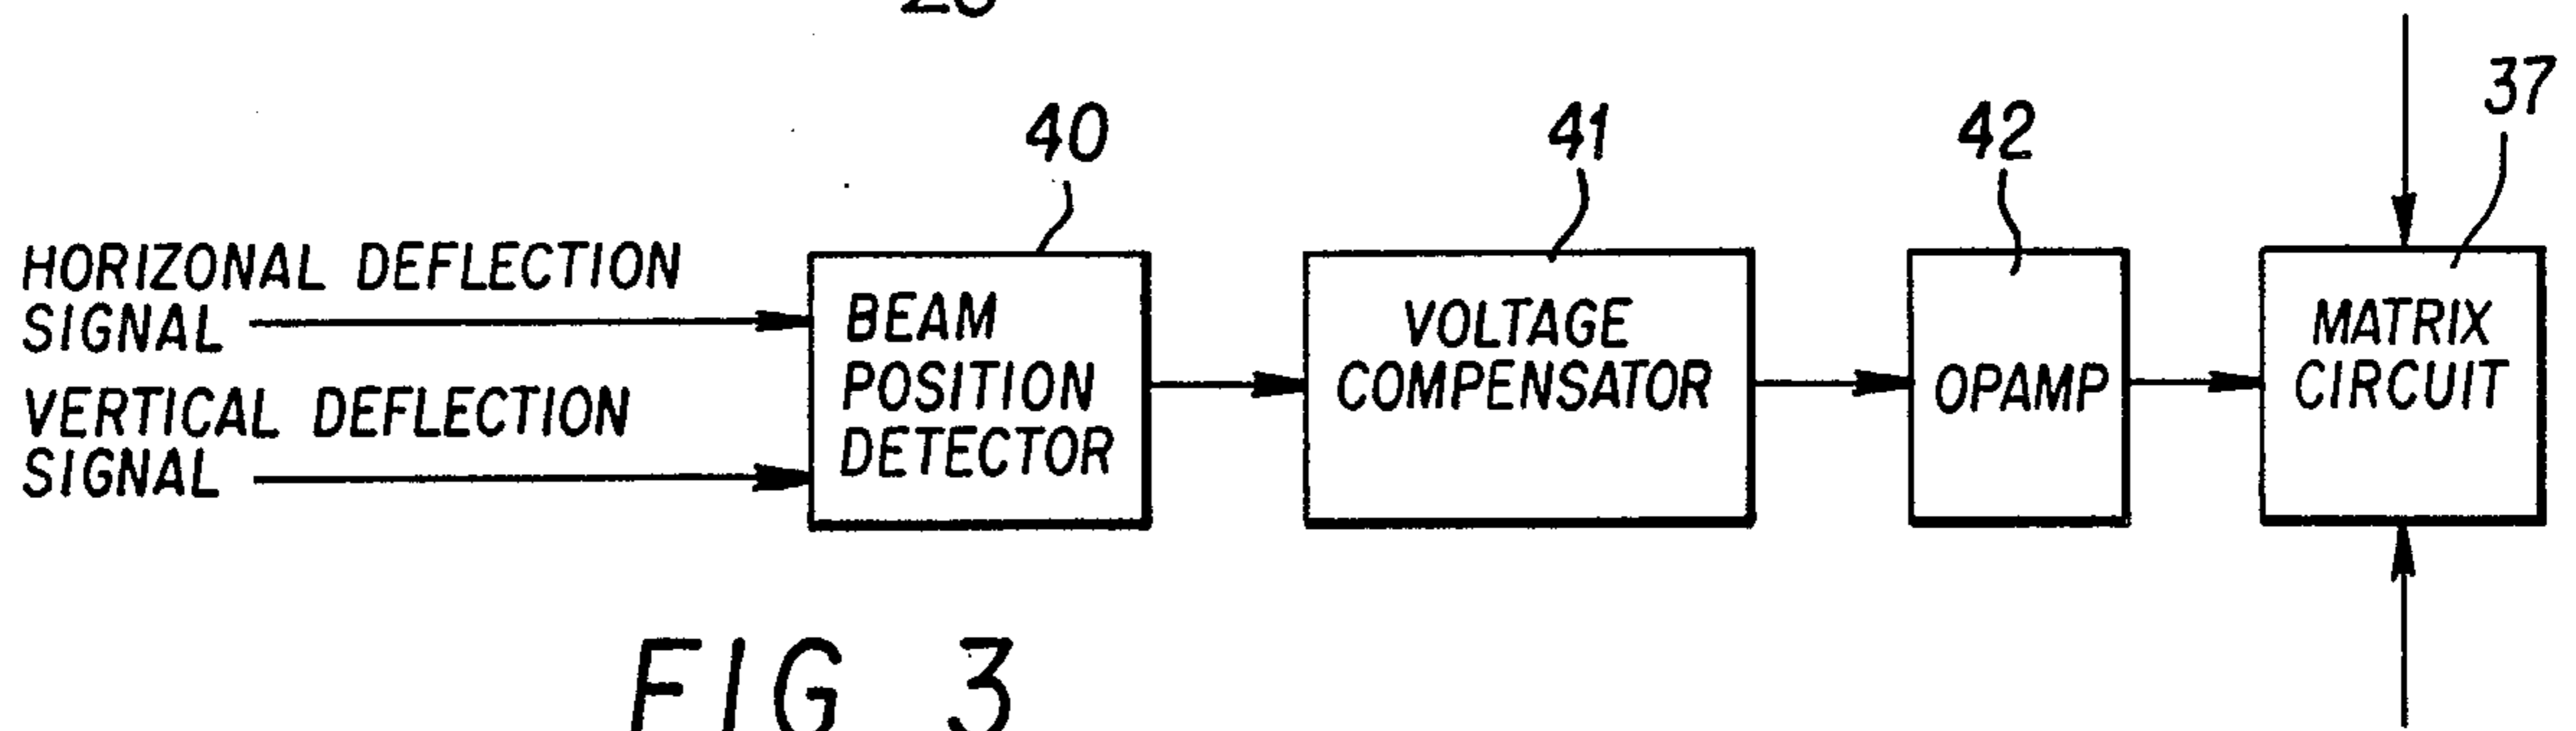 40
41
42
37
HORIZONAL DEFLECTION
SIGNAL
VERTICAL DEFLECTION
SIGNAL
BEAM
POSITION
DETECTOR
VOLTAGE
COMPENSATOR
OPAMP
MATRIX
CIRCUIT
FIG 3